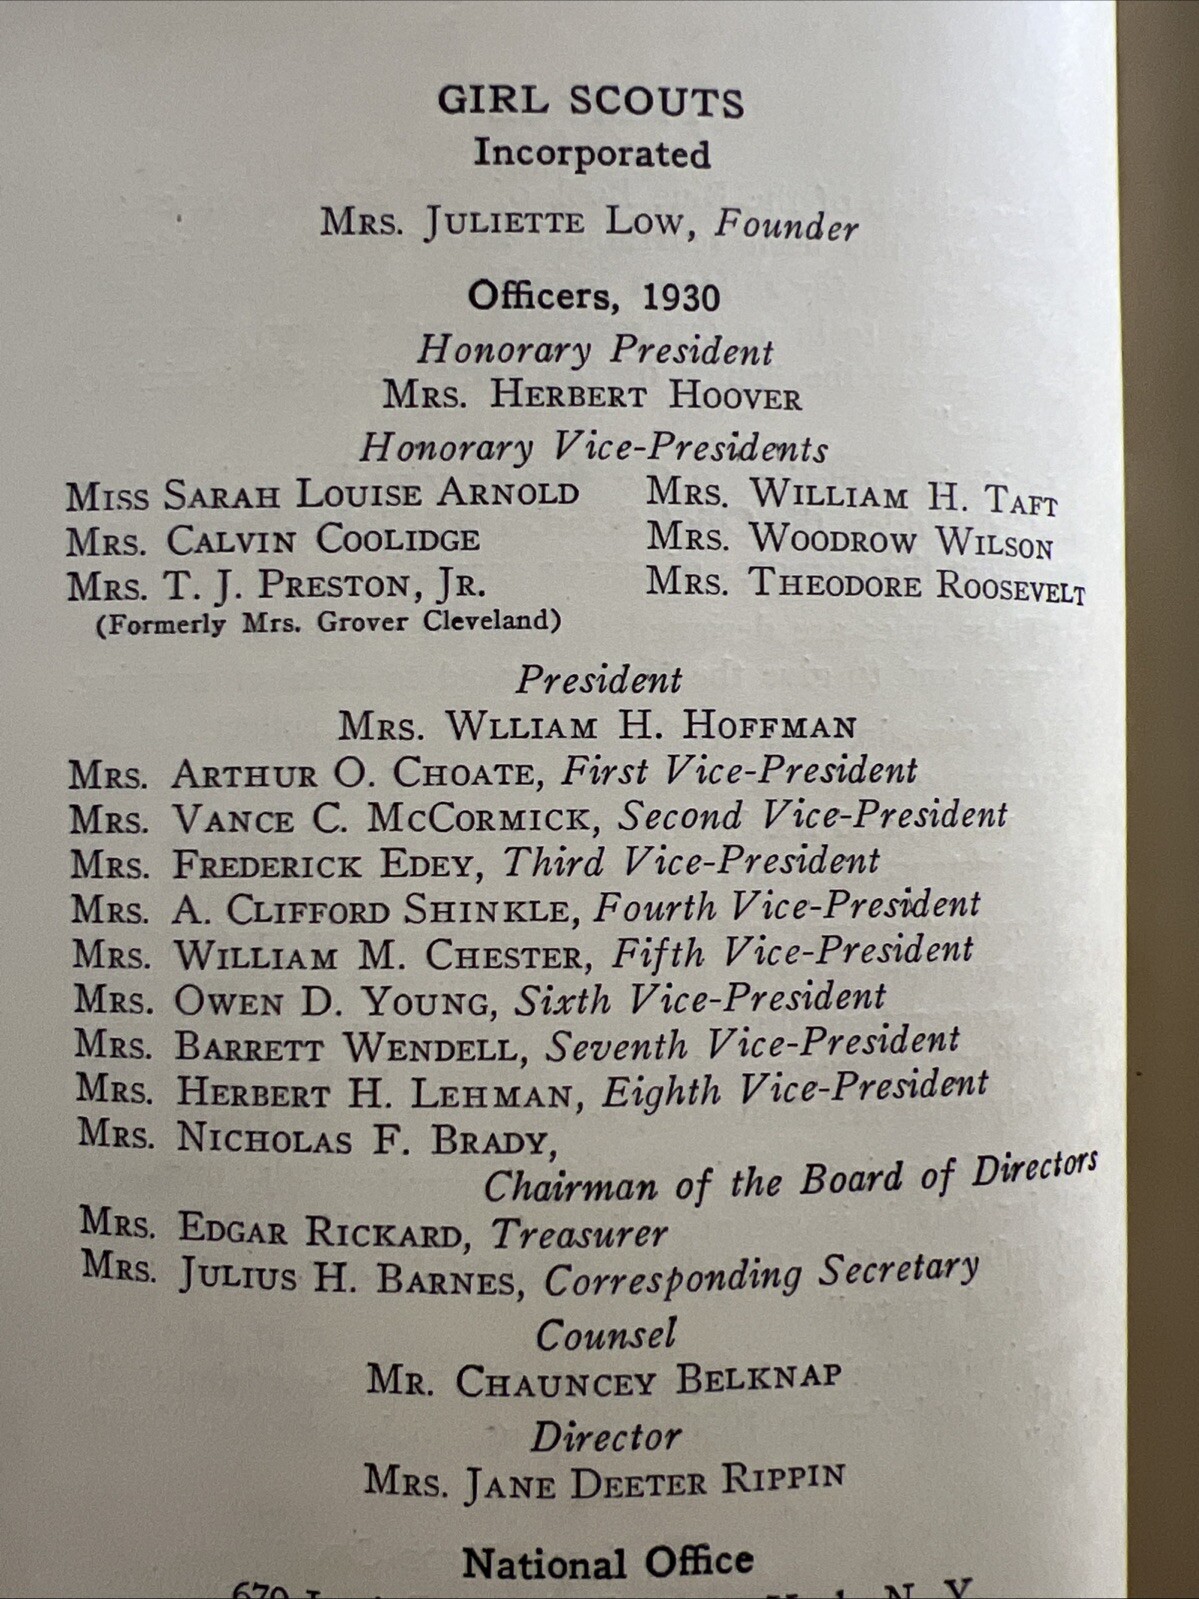 GIRL SCOUTS
Incorporated
MRS. JULIETTE LOW, Founder
Officers, 1930
Honorary President
MRS. HERBERT HOOVER
Honorary Vice-Presidents
MISS SARAH LOUISE ARNOLD MRS. WILLIAM H. TAFT
MRS. CALVIN COOLIDGE MRS. WOODROW WILSON
MRS. T. J. PRESTON, JR. MRS. THEODORE ROOSEVELT
(Formerly Mrs. Grover Cleveland)
President
MRS. WLLIAM H. HOFFMAN
MRS. ARTHUR O. CHOATE, First Vice-President
MRS. VANCE C. MCCORMICK, Second Vice-President
MRS. FREDERICK EDEY, Third Vice-President
MRS. A. CLIFFORD SHINKLE, Fourth Vice-President
MRS. WILLIAM M. CHESTER, Fifth Vice-President
MRS. OWEN D. YOUNG, Sixth Vice-President
MRS. BARRETT WENDELL, Seventh Vice-President
MRS. HERBERT H. LEHMAN, Eighth Vice-President
MRS. NICHOLAS F. BRADY,
Chairman of the Board of Directors
MRS. EDGAR RICKARD, Treasurer
MRS. JULIUS H. BARNES, Corresponding Secretary
Counsel
MR. CHAUNCEY BELKNAP
Director
MRS. JANE DEETER RIPPIN
National Office
670 N. Y.